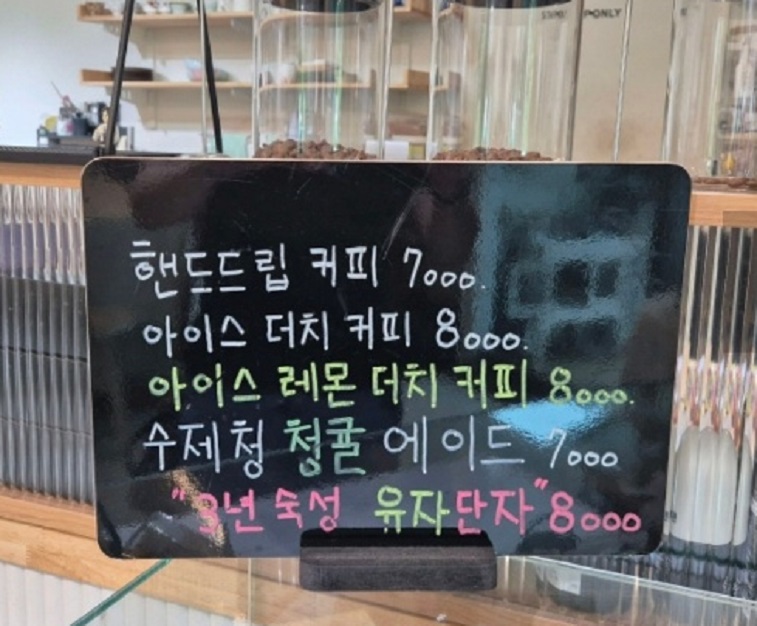 P-ONLY
핸드드립 커피 7000.
아이스 더치 커피 8000.
아이스 레몬 더치 커피 8000.
수제청 청귤 에이드 7000
"3년 숙성 유자단자" 8000